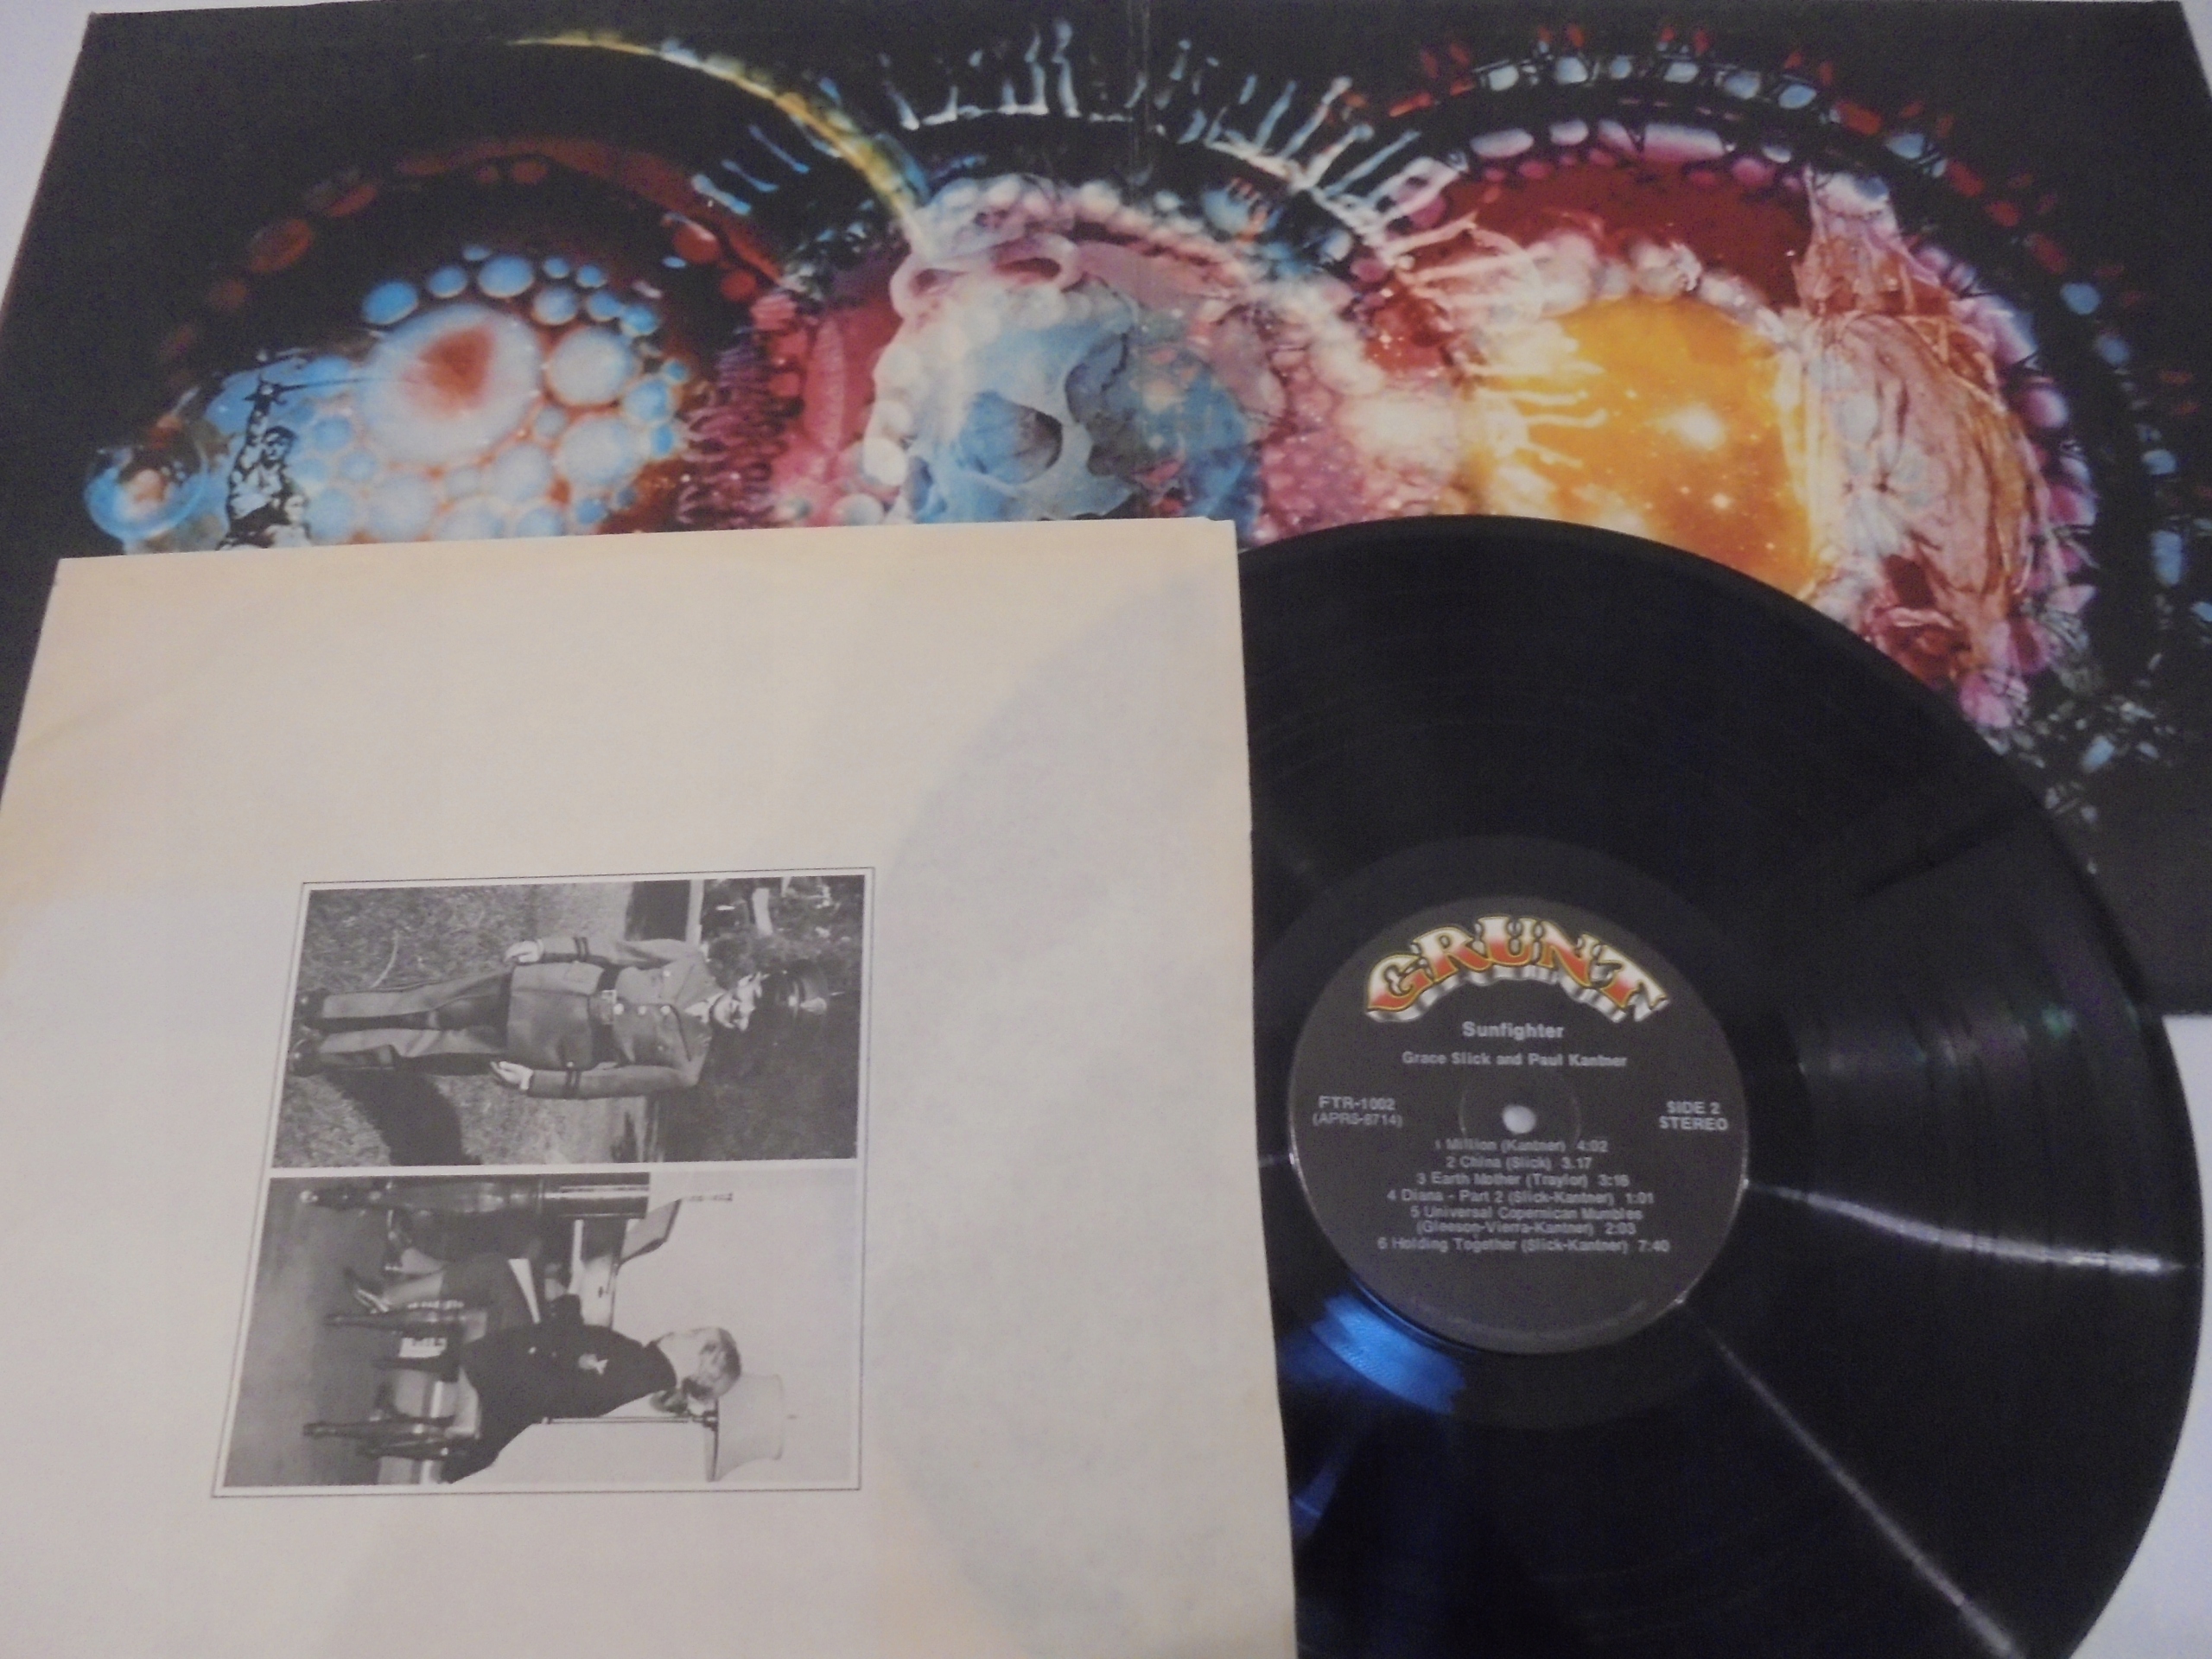 GRUNT
Sunfighter
Grace Slick and Paul Kantner
FTR-1002
(APRS-8714)
SIDE 2
STEREO
1 Million (Kantner) 4:02
2 China (Slick) 3.17
3 Earth Mother (Traylor) 3:16
4 Diana - Part 2 (Slick-Kantner) 1:01
5 Universal Copernican Mumbles
(Gleeson-Vierra-Kantner) 2:03
6 Holding Together (Slick-Kantner) 7:40